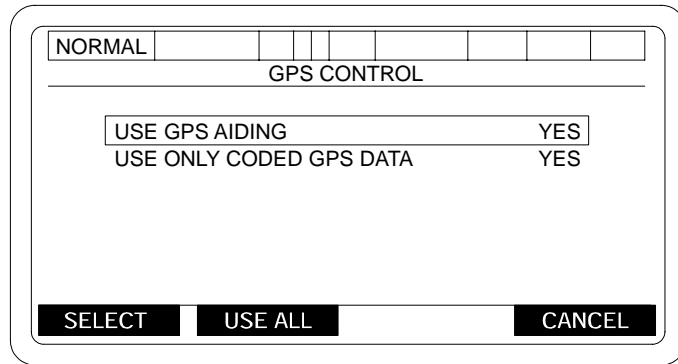 NORMAL
GPS CONTROL
USE GPS AIDING YES
USE ONLY CODED GPS DATA YES
SELECT USE ALL CANCEL